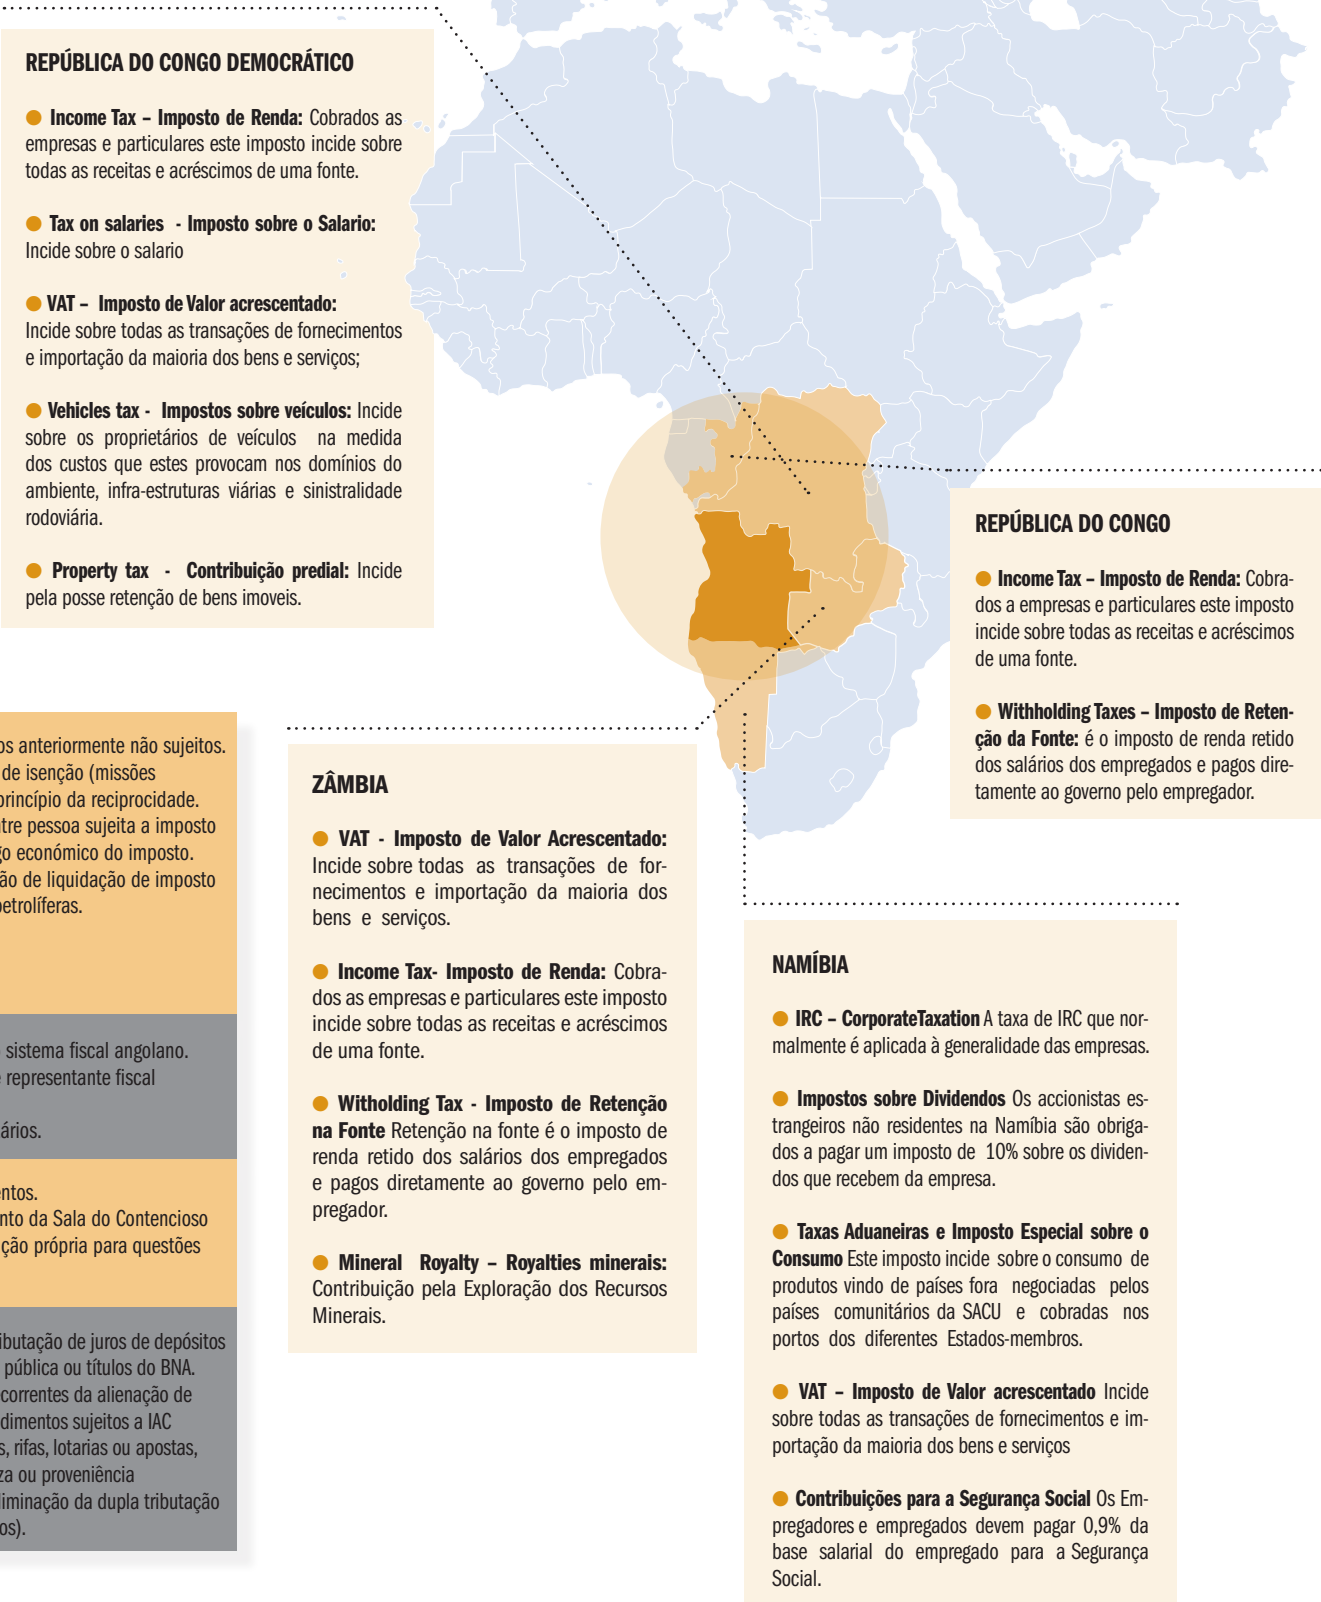 REPÚBLICA DO CONGO DEMOCRÁTICO
● Income Tax – Imposto de Renda: Cobrados as
empresas e particulares este imposto incide sobre
todas as receitas e acréscimos de uma fonte.
● Tax on salaries - Imposto sobre o Salario:
Incide sobre o salario
● VAT – Imposto de Valor acrescentado:
Incide sobre todas as transações de fornecimentos
e importação da maioria dos bens e serviços;
● Vehicles tax - Impostos sobre veículos: Incide
sobre os proprietários de veículos na medida
dos custos que estes provocam nos domínios do
ambiente, infra-estruturas viárias e sinistralidade
rodoviária.
● Property tax - Contribuição predial: Incide
pela posse retenção de bens imoveis.
REPÚBLICA DO CONGO
● Income Tax – Imposto de Renda: Cobra-
dos a empresas e particulares este imposto
incide sobre todas as receitas e acréscimos
de uma fonte.
● Withholding Taxes – Imposto de Reten-
ção da Fonte: é o imposto de renda retido
dos salários dos empregados e pagos dire-
tamente ao governo pelo empregador.
os anteriormente não sujeitos.
de isenção (missões
princípio da reciprocidade.
ntre pessoa sujeita a imposto
go económico do imposto.
ão de liquidação de imposto
petrolíferas.
sistema fiscal angolano.
e representante fiscal
ários.
entos.
nto da Sala do Contencioso
ção própria para questões
ributação de juros de depósitos
pública ou títulos do BNA.
correntes da alienação de
dimentos sujeitos a IAC
s, rifas, lotarias ou apostas,
za ou proveniência
liminação da dupla tributação
os).
ZÂMBIA
● VAT - Imposto de Valor Acrescentado:
Incide sobre todas as transações de for-
necimentos e importação da maioria dos
bens e serviços.
● Income Tax- Imposto de Renda: Cobra-
dos as empresas e particulares este imposto
incide sobre todas as receitas e acréscimos
de uma fonte.
● Witholding Tax - Imposto de Retenção
na Fonte Retenção na fonte é o imposto de
renda retido dos salários dos empregados
e pagos diretamente ao governo pelo em-
pregador.
● Mineral Royalty – Royalties minerais:
Contribuição pela Exploração dos Recursos
Minerais.
NAMÍBIA
● IRC – CorporateTaxation A taxa de IRC que nor-
malmente é aplicada à generalidade das empresas.
● Impostos sobre Dividendos Os accionistas es-
trangeiros não residentes na Namíbia são obriga-
dos a pagar um imposto de 10% sobre os dividen-
dos que recebem da empresa.
● Taxas Aduaneiras e Imposto Especial sobre o
Consumo Este imposto incide sobre o consumo de
produtos vindo de países fora negociadas pelos
países comunitários da SACU e cobradas nos
portos dos diferentes Estados-membros.
● VAT – Imposto de Valor acrescentado Incide
sobre todas as transações de fornecimentos e im-
portação da maioria dos bens e serviços
● Contribuições para a Segurança Social Os Em-
pregadores e empregados devem pagar 0,9% da
base salarial do empregado para a Segurança
Social.